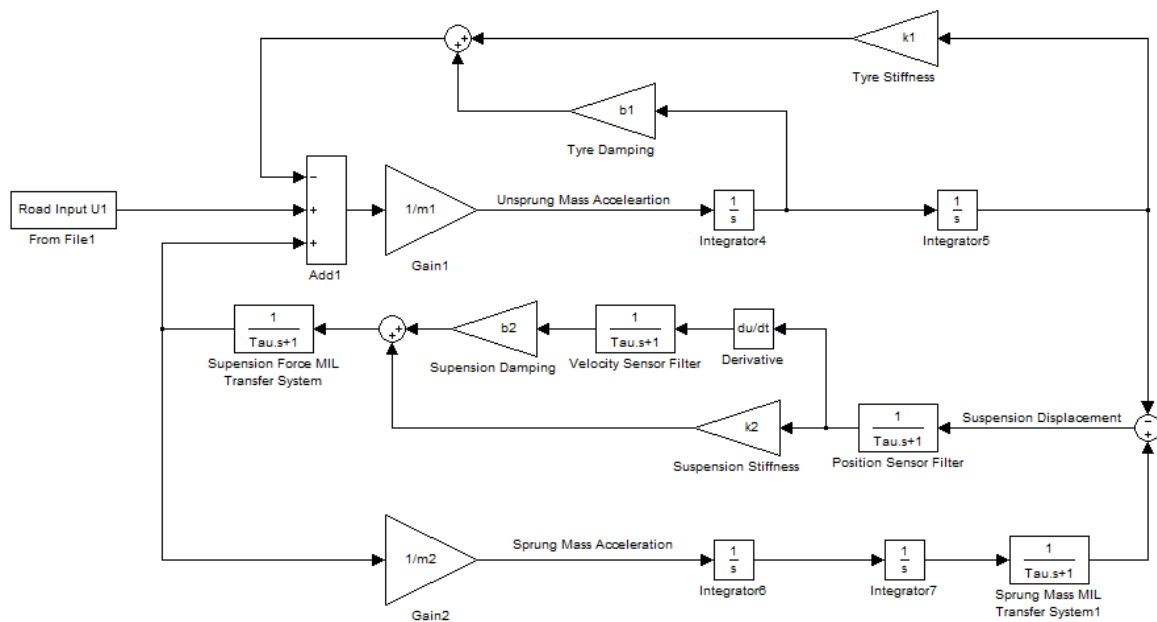 k1
+
+
Tyre Stiffness
b1
Tyre Damping
Road Input U1
From File1
−
+
+
Add1
1/m1
Gain1
Unsprung Mass Acceleartion
1
s
Integrator4
1
s
Integrator5
1
Tau.s+1
Supension Force MIL
Transfer System
+
+
b2
Supension Damping
1
Tau.s+1
Velocity Sensor Filter
du/dt
Derivative
k2
Suspension Stiffness
1
Tau.s+1
Position Sensor Filter
Suspension Displacement
−
+
1/m2
Gain2
Sprung Mass Acceleration
1
s
Integrator6
1
s
Integrator7
1
Tau.s+1
Sprung Mass MIL
Transfer System1